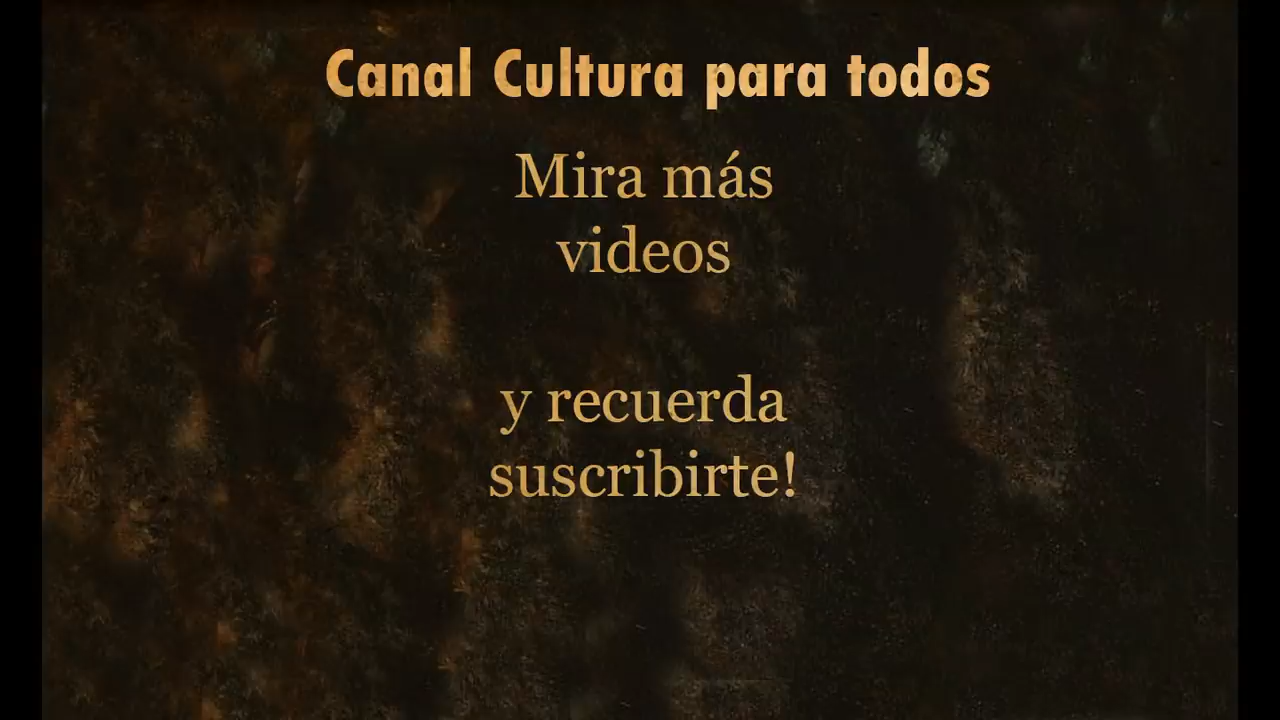 Canal Cultura para todos
Mira más
videos
y recuerda
suscribirte!